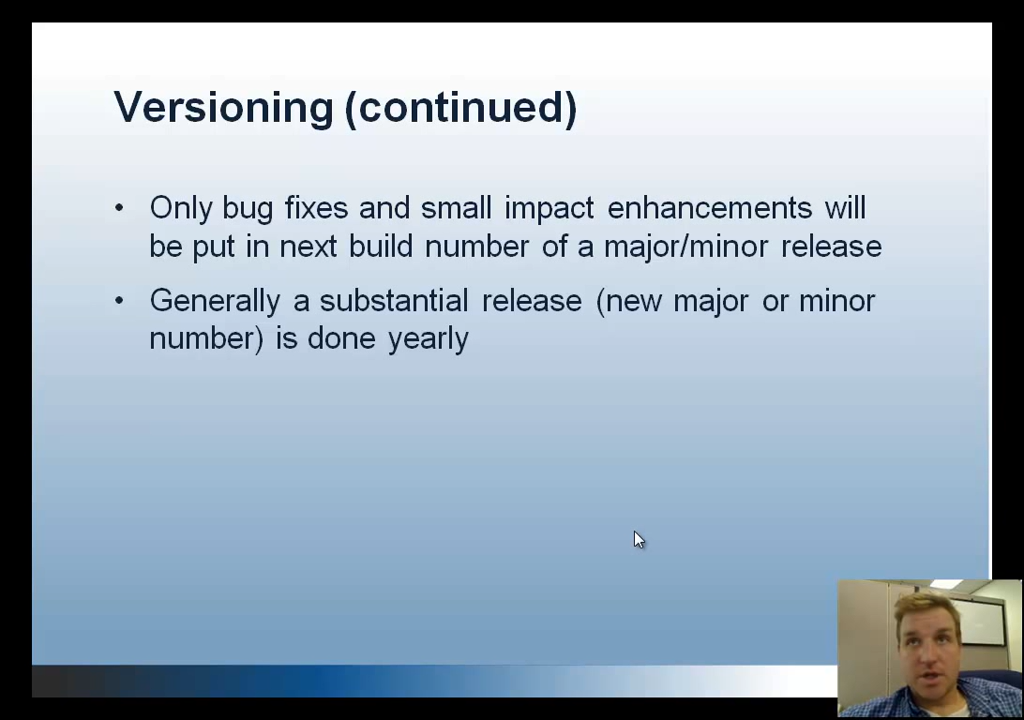 Versioning (continued)
• Only bug fixes and small impact enhancements will
be put in next build number of a major/minor release
• Generally a substantial release (new major or minor
number) is done yearly